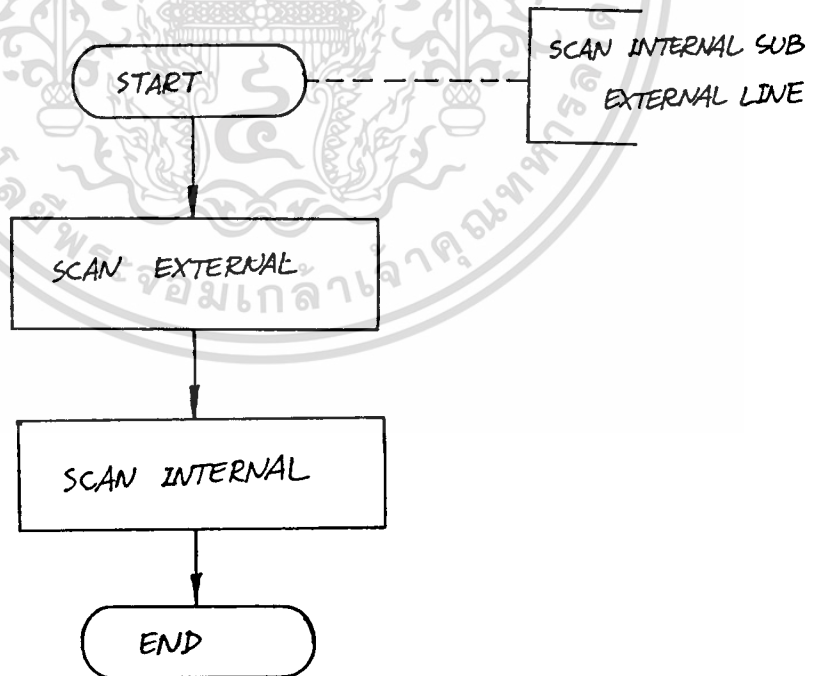 START
SCAN INTERNAL SUB
EXTERNAL LINE
SCAN EXTERNAL
SCAN INTERNAL
END